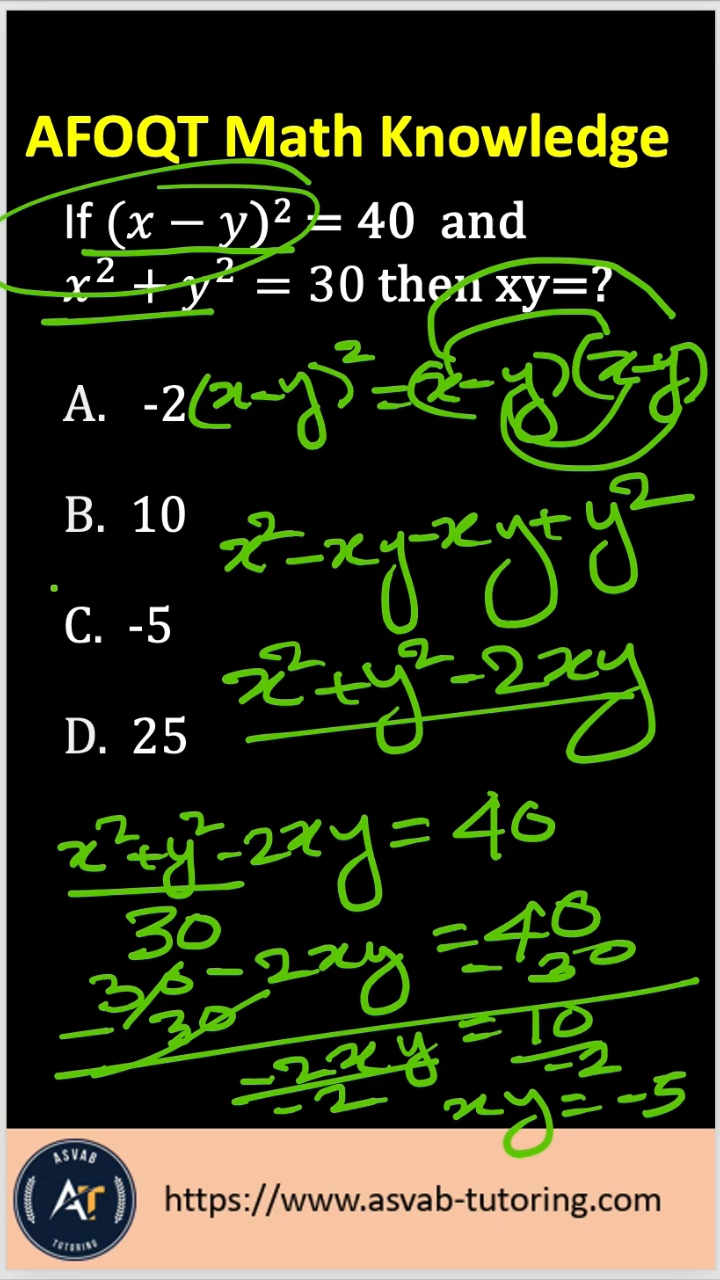 AFOQT Math Knowledge
If (x − y)² = 40 and
x² + y² = 30 then xy=?
A. -2
(x-y)² = (x-y)(x-y)
B. 10
x²-xy-xy+y²
C. -5
x²+y²-2xy
D. 25
x²+y²-2xy = 40
30
30-2xy = 40
-30 -30
-2xy = 10
-2 -2
xy = -5
ASVAB
AT
TUTORING
https://www.asvab-tutoring.com